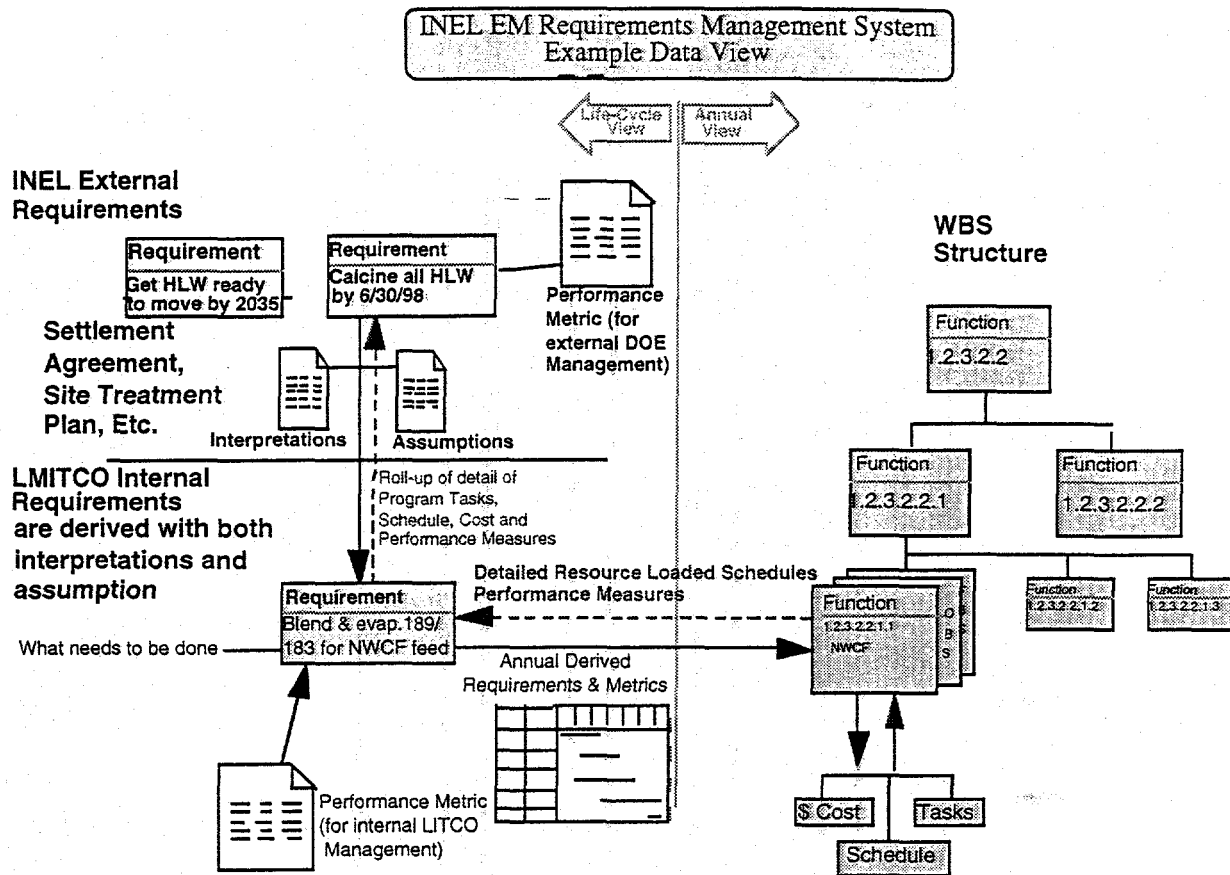 INEL EM Requirements Management System
Example Data View
Life-Cycle
View
Annual
View
INEL External
Requirements
Requirement
Get HLW ready
to move by 2035
Requirement
Calcine all HLW
by 6/30/98
Performance
Metric (for
external DOE
Management)
WBS
Structure
Settlement
Agreement,
Site Treatment
Plan, Etc.
Interpretations
Assumptions
Function
1.2.3.2.2
Function
1.2.3.2.2.1
Function
1.2.3.2.2.2
LMITCO Internal
Requirements
are derived with both
interpretations and
assumption
Roll-up of detail of
Program Tasks,
Schedule, Cost and
Performance Measures
Detailed Resource Loaded Schedules
Performance Measures
Requirement
Blend & evap.189/
183 for NWCF feed
What needs to be done
Annual Derived
Requirements & Metrics
Function
1.2.3.2.2.1.1
NWCF
O
B
S
Function
1.2.3.2.2.1.2
Function
1.2.3.2.2.1.3
Performance Metric
(for internal LITCO
Management)
$ Cost
Tasks
Schedule